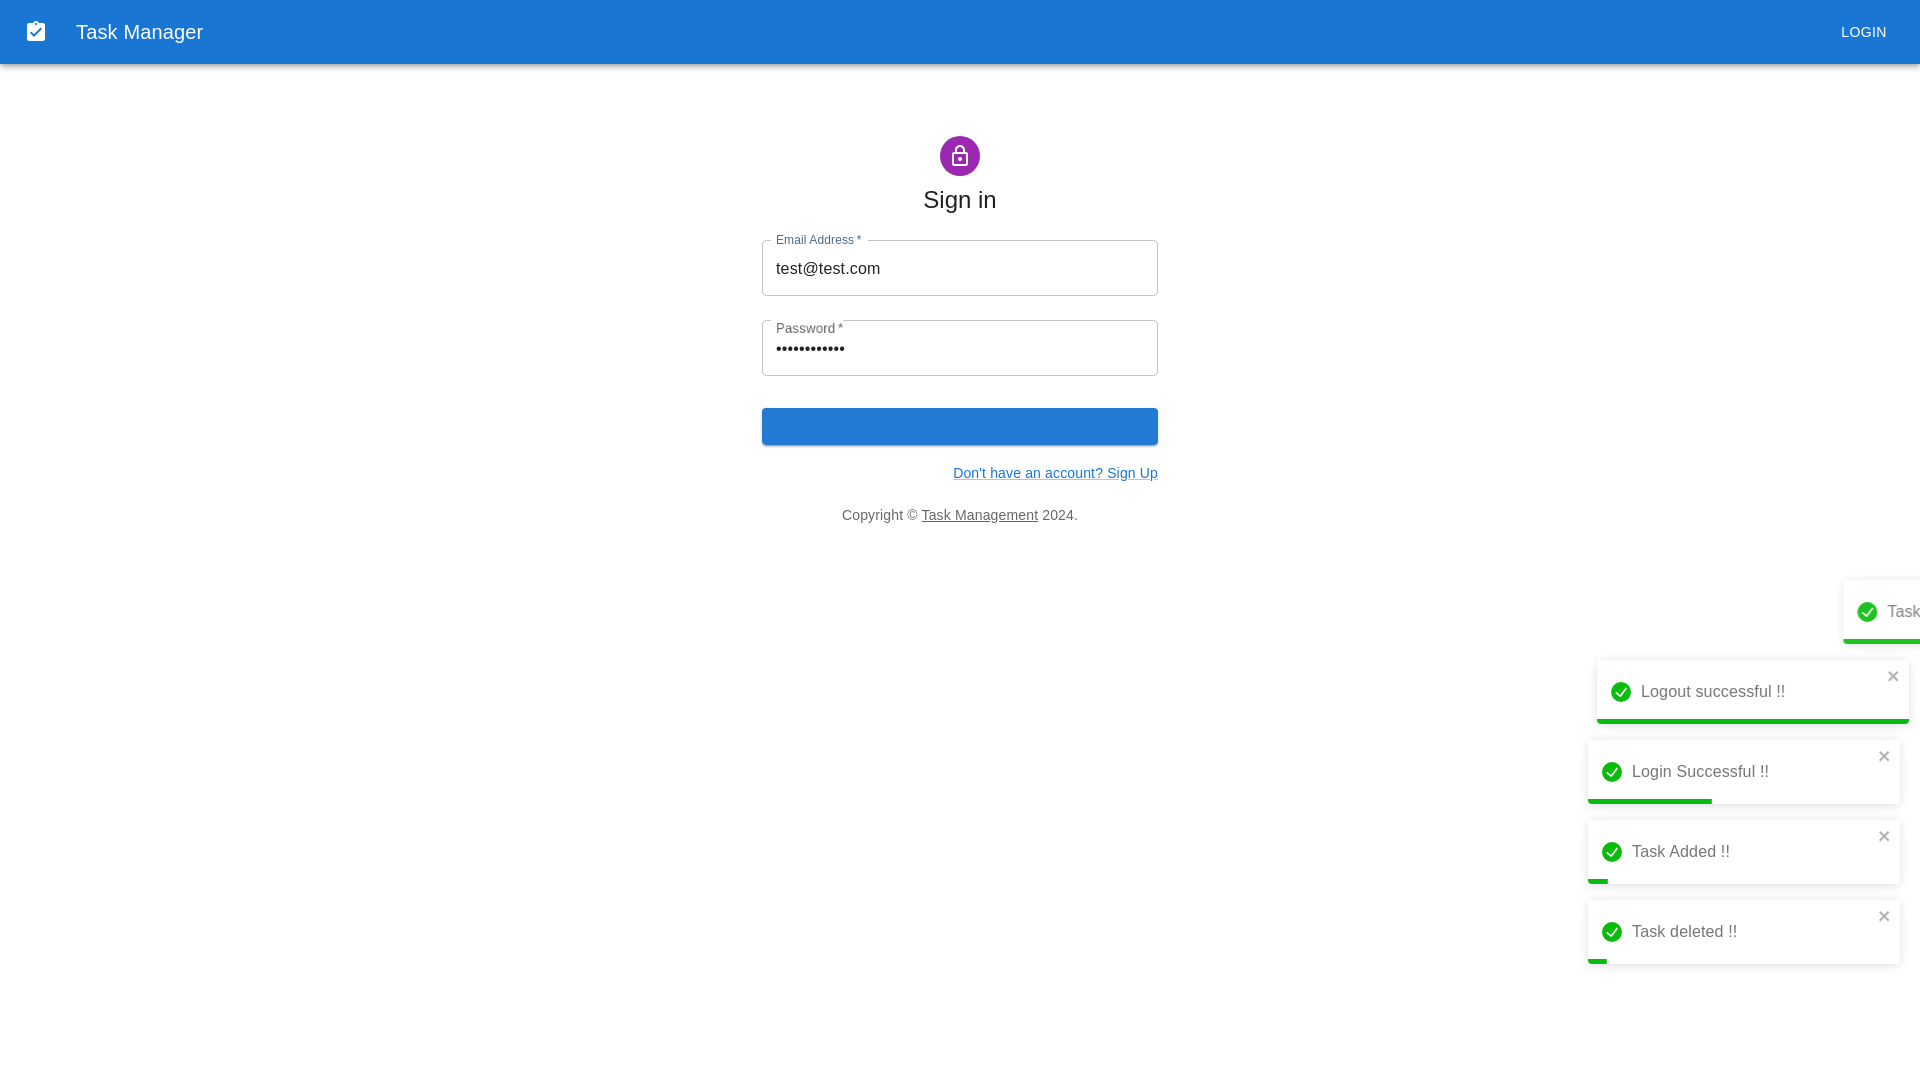 Task Manager
LOGIN
Sign in
Email Address *
test@test.com
Password *
••••••••••••
Don't have an account? Sign Up
Copyright © Task Management 2024.
Task
Logout successful !!
Login Successful !!
Task Added !!
Task deleted !!